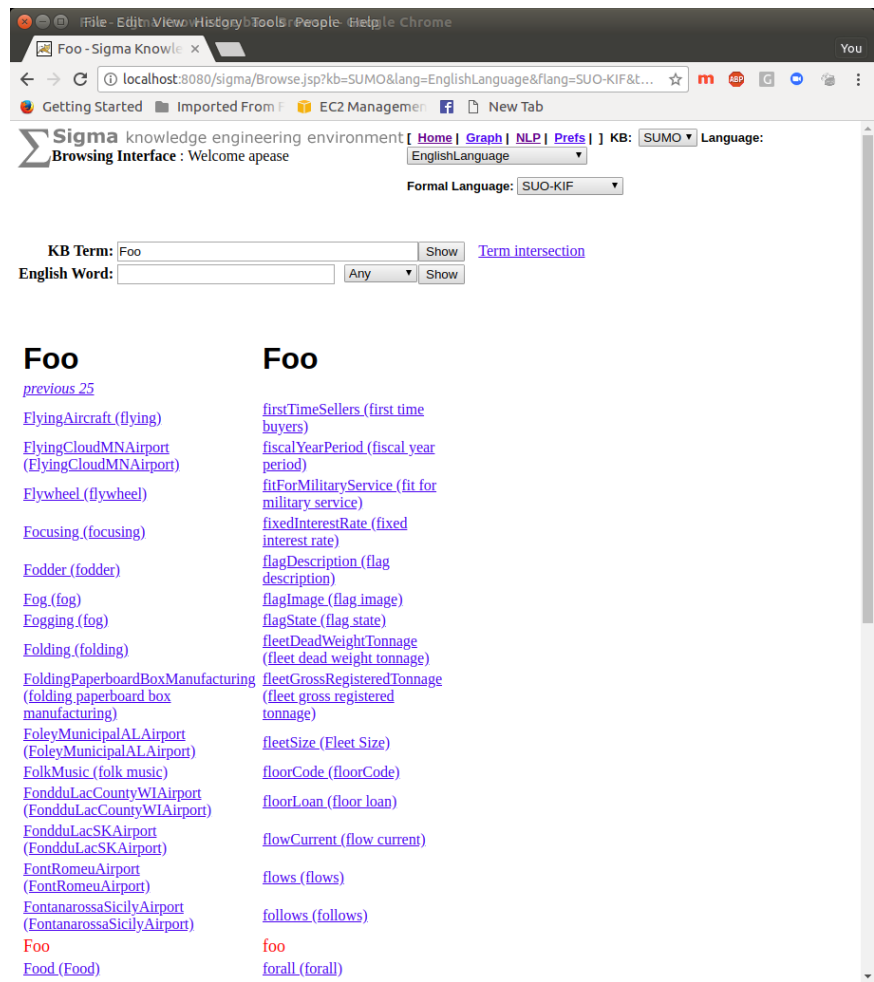 File Edit View History Tools People Help
Foo - Sigma Knowle
You
localhost:8080/sigma/Browse.jsp?kb=SUMO&lang=EnglishLanguage&flang=SUO-KIF&t...
Getting Started Imported From F EC2 Managemen New Tab
Sigma knowledge engineering environment [ Home | Graph | NLP | Prefs | ] KB: SUMO Language:
Browsing Interface : Welcome apease EnglishLanguage
Formal Language: SUO-KIF
KB Term: Foo Show Term intersection
English Word: Any Show
Foo Foo
previous 25
FlyingAircraft (flying)
firstTimeSellers (first time
buyers)
FlyingCloudMNAirport
(FlyingCloudMNAirport)
fiscalYearPeriod (fiscal year
period)
Flywheel (flywheel)
fitForMilitaryService (fit for
military service)
Focusing (focusing)
fixedInterestRate (fixed
interest rate)
Fodder (fodder)
flagDescription (flag
description)
Fog (fog)
flagImage (flag image)
Fogging (fog)
flagState (flag state)
Folding (folding)
fleetDeadWeightTonnage
(fleet dead weight tonnage)
FoldingPaperboardBoxManufacturing
(folding paperboard box
manufacturing)
fleetGrossRegisteredTonnage
(fleet gross registered
tonnage)
FoleyMunicipalALAirport
(FoleyMunicipalALAirport)
fleetSize (Fleet Size)
FolkMusic (folk music)
floorCode (floorCode)
FondduLacCountyWIAirport
(FondduLacCountyWIAirport)
floorLoan (floor loan)
FondduLacSKAirport
(FondduLacSKAirport)
flowCurrent (flow current)
FontRomeuAirport
(FontRomeuAirport)
flows (flows)
FontanarossaSicilyAirport
(FontanarossaSicilyAirport)
follows (follows)
Foo
foo
Food (Food)
forall (forall)